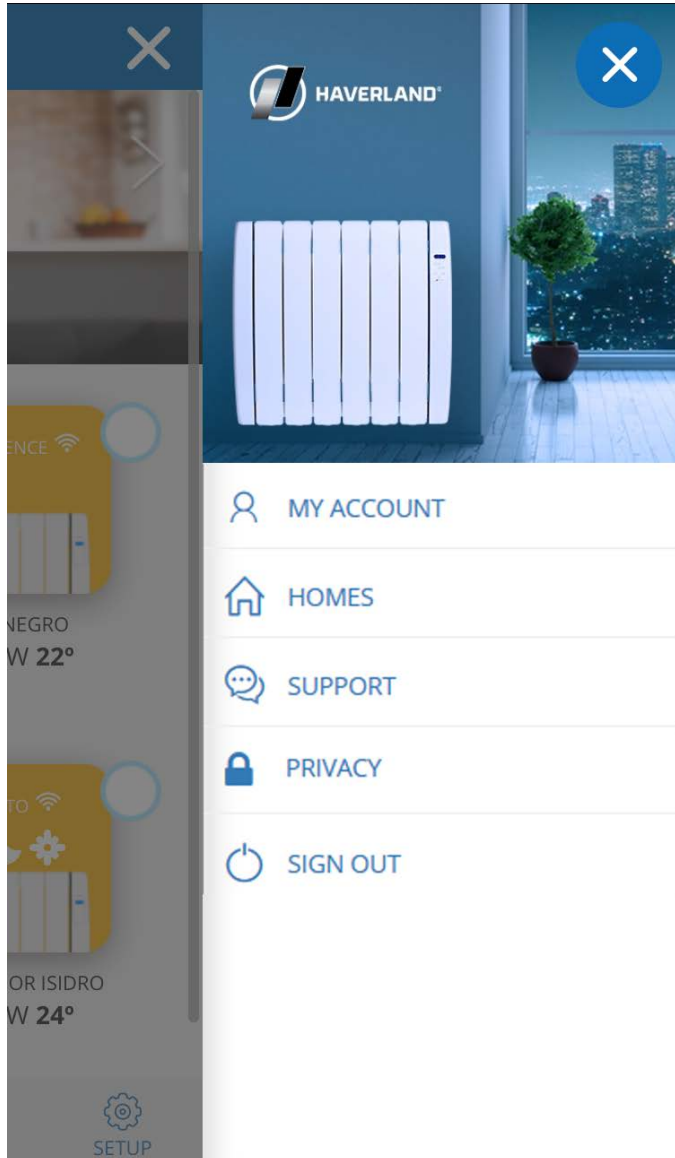 HAVERLAND®
ENCE
NEGRO
W 22º
TO
OR ISIDRO
W 24º
SETUP
MY ACCOUNT
HOMES
SUPPORT
PRIVACY
SIGN OUT